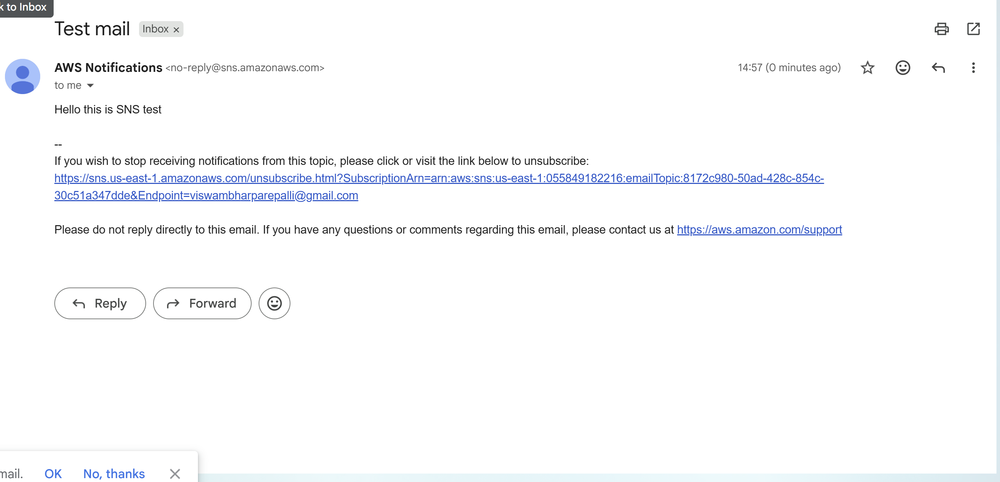 k to Inbox
Test mail Inbox ×
AWS Notifications <no-reply@sns.amazonaws.com> 14:57 (0 minutes ago)
to me
Hello this is SNS test
--
If you wish to stop receiving notifications from this topic, please click or visit the link below to unsubscribe:
https://sns.us-east-1.amazonaws.com/unsubscribe.html?SubscriptionArn=arn:aws:sns:us-east-1:055849182216:emailTopic:8172c980-50ad-428c-854c-
30c51a347dde&Endpoint=viswambharparepalli@gmail.com
Please do not reply directly to this email. If you have any questions or comments regarding this email, please contact us at https://aws.amazon.com/support
Reply Forward
mail. OK No, thanks